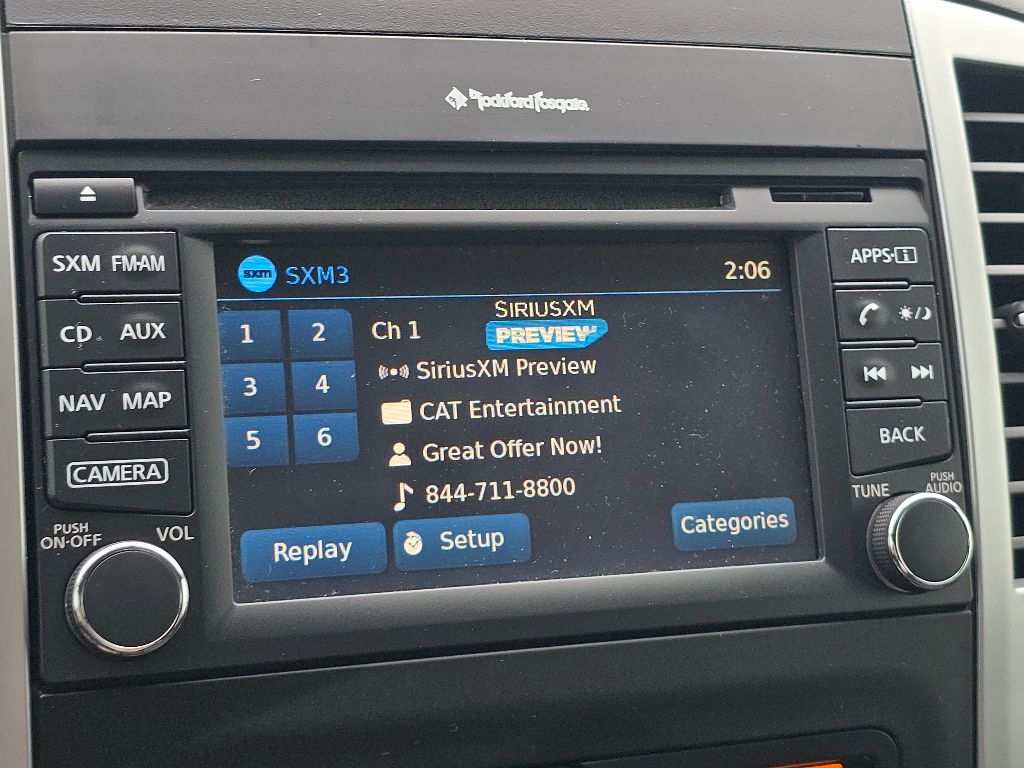 Rockford Fosgate
SXM FM·AM
CD AUX
NAV MAP
CAMERA
PUSH
ON·OFF
VOL
sxm SXM3
2:06
1 2
3 4
5 6
Ch 1
SIRIUSXM
PREVIEW
SiriusXM Preview
CAT Entertainment
Great Offer Now!
844-711-8800
Replay
Setup
Categories
APPS·i
BACK
TUNE
PUSH
AUDIO